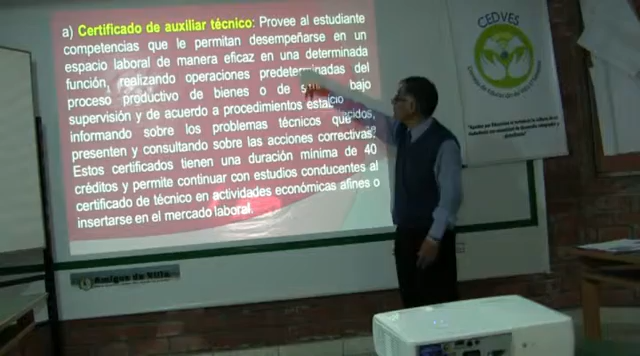 a) Certificado de auxiliar técnico: Provee al estudiante
competencias que le permitan desempeñarse en un
espacio laboral de manera eficaz en una determinada
función, realizando operaciones predeterminadas del
proceso productivo de bienes o de bajo
supervisión y de acuerdo a procedimientos
informando sobre los problemas técnicos que
presenten y consultando sobre las acciones correctivas.
Estos certificados tienen una duración mínima de 40
créditos y permite continuar con estudios conducentes al
certificado de técnico en actividades económicas afines o
insertarse en el mercado laboral.
CEDVES
Amigos de Villa